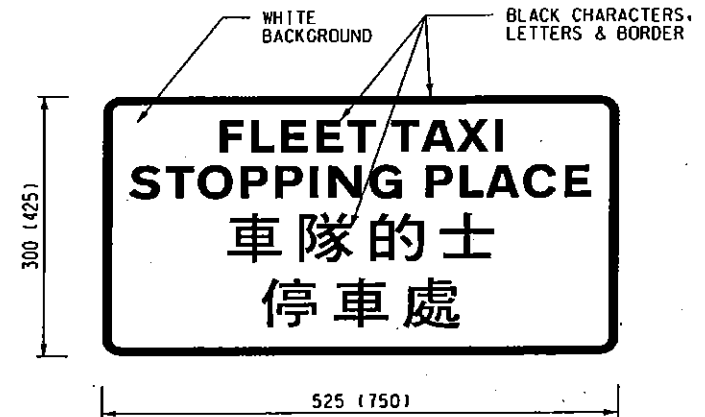 WHITE
BACKGROUND
BLACK CHARACTERS,
LETTERS & BORDER
FLEET TAXI
STOPPING PLACE
車隊的士
停車處
300 (425)
525 (750)